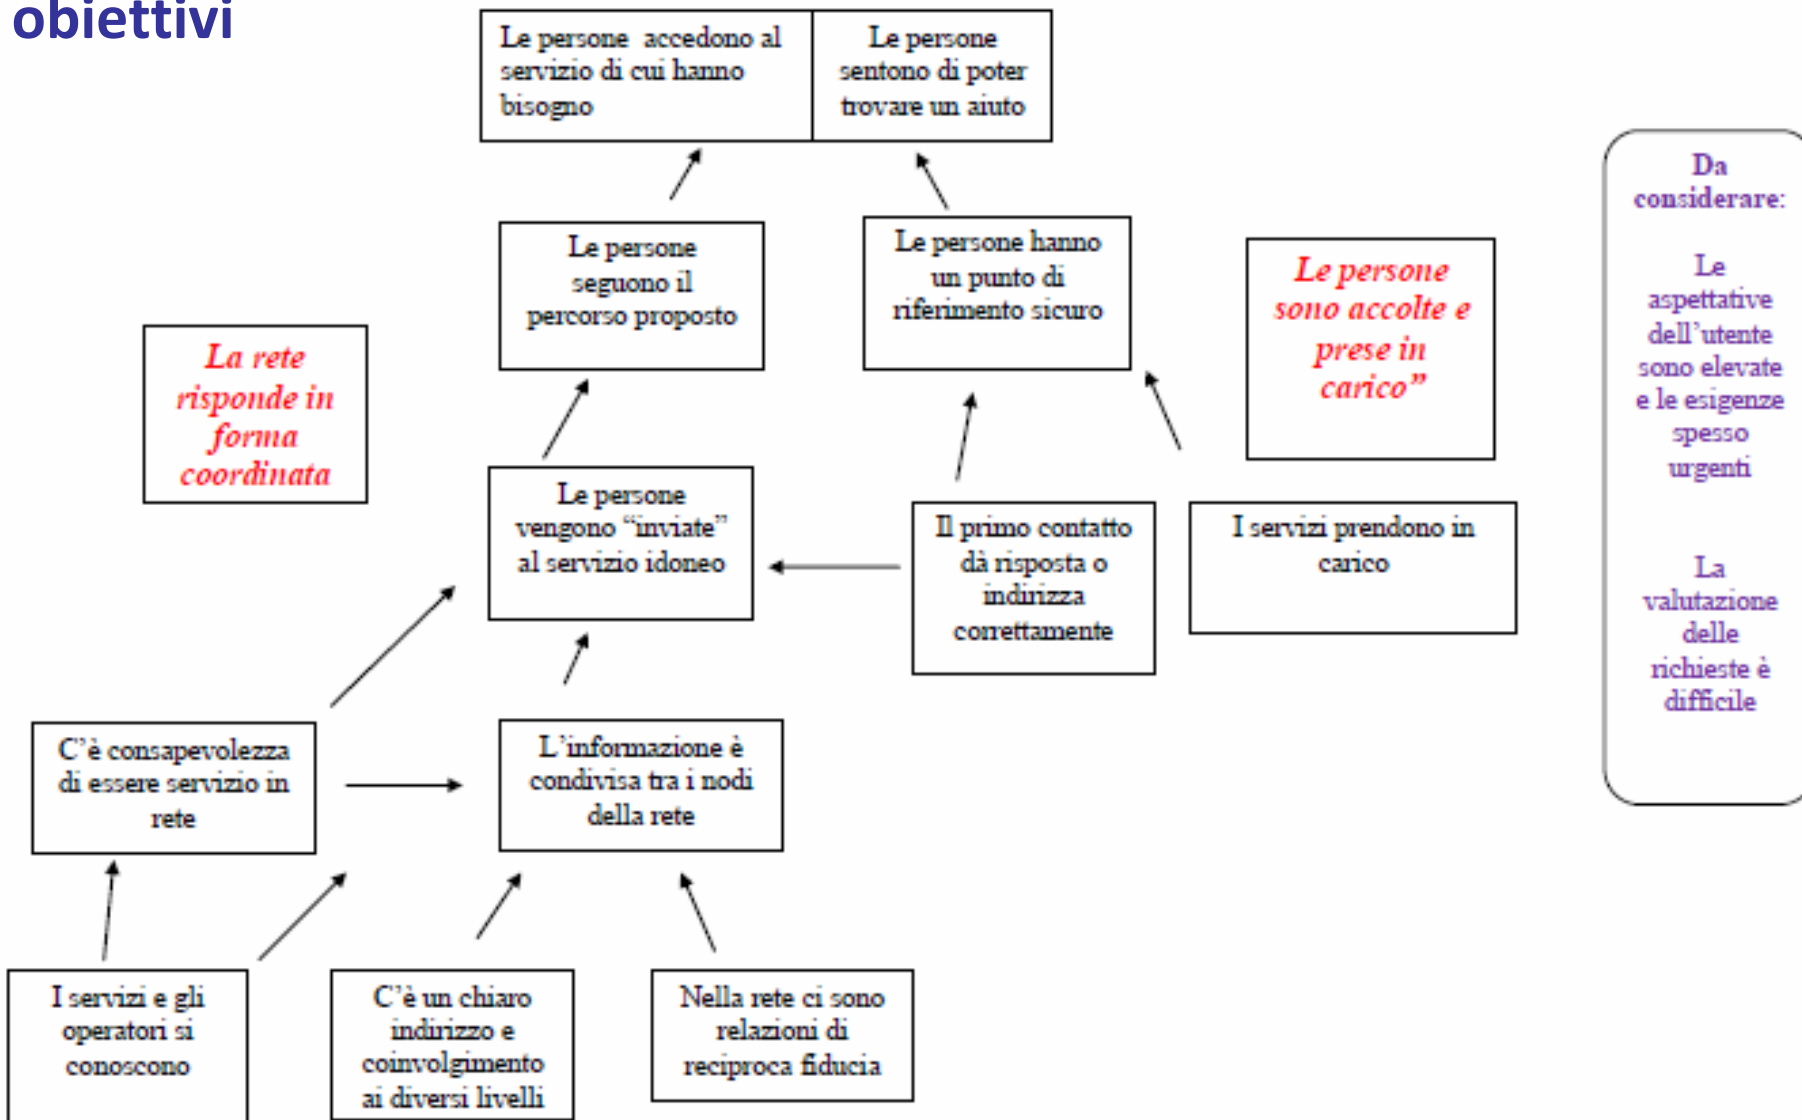 obiettivi
Le persone accedono al
servizio di cui hanno
bisogno
Le persone
sentono di poter
trovare un aiuto
Le persone
seguono il
percorso proposto
Le persone hanno
un punto di
riferimento sicuro
Le persone
sono accolte e
prese in
carico”
La rete
risponde in
forma
coordinata
Le persone
vengono “inviate”
al servizio idoneo
Il primo contatto
dà risposta o
indirizza
correttamente
I servizi prendono in
carico
C’è consapevolezza
di essere servizio in
rete
L’informazione è
condivisa tra i nodi
della rete
I servizi e gli
operatori si
conoscono
C’è un chiaro
indirizzo e
coinvolgimento
ai diversi livelli
Nella rete ci sono
relazioni di
reciproca fiducia
Da
considerare:
Le
aspettative
dell’utente
sono elevate
e le esigenze
spesso
urgenti
La
valutazione
delle
richieste è
difficile